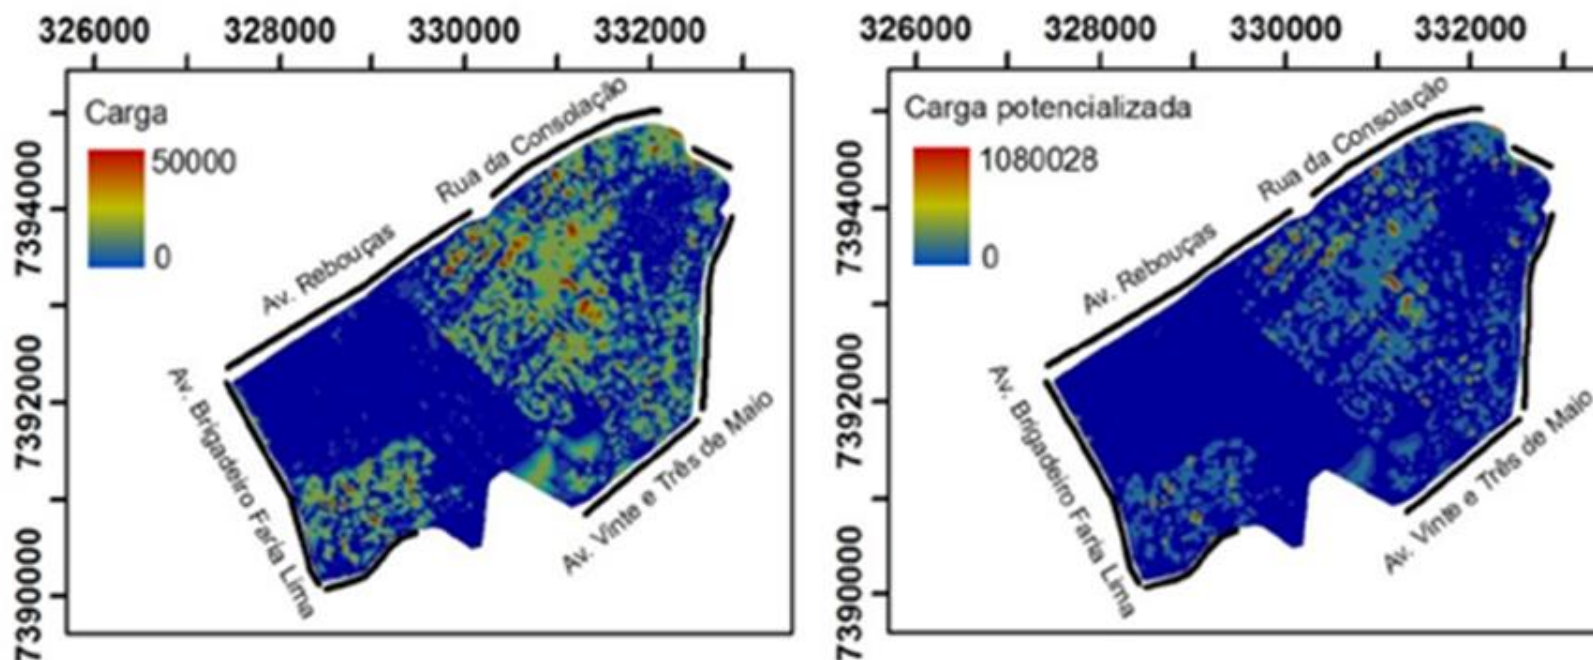 326000 328000 330000 332000
Carga
50000
0
Rua da Consolação
Av. Rebouças
Av. Brigadeiro Faria Lima
Av. Vinte e Três de Maio
7394000
7392000
7390000
326000 328000 330000 332000
Carga potencializada
1080028
0
Rua da Consolação
Av. Rebouças
Av. Brigadeiro Faria Lima
Av. Vinte e Três de Maio
7394000
7392000
7390000